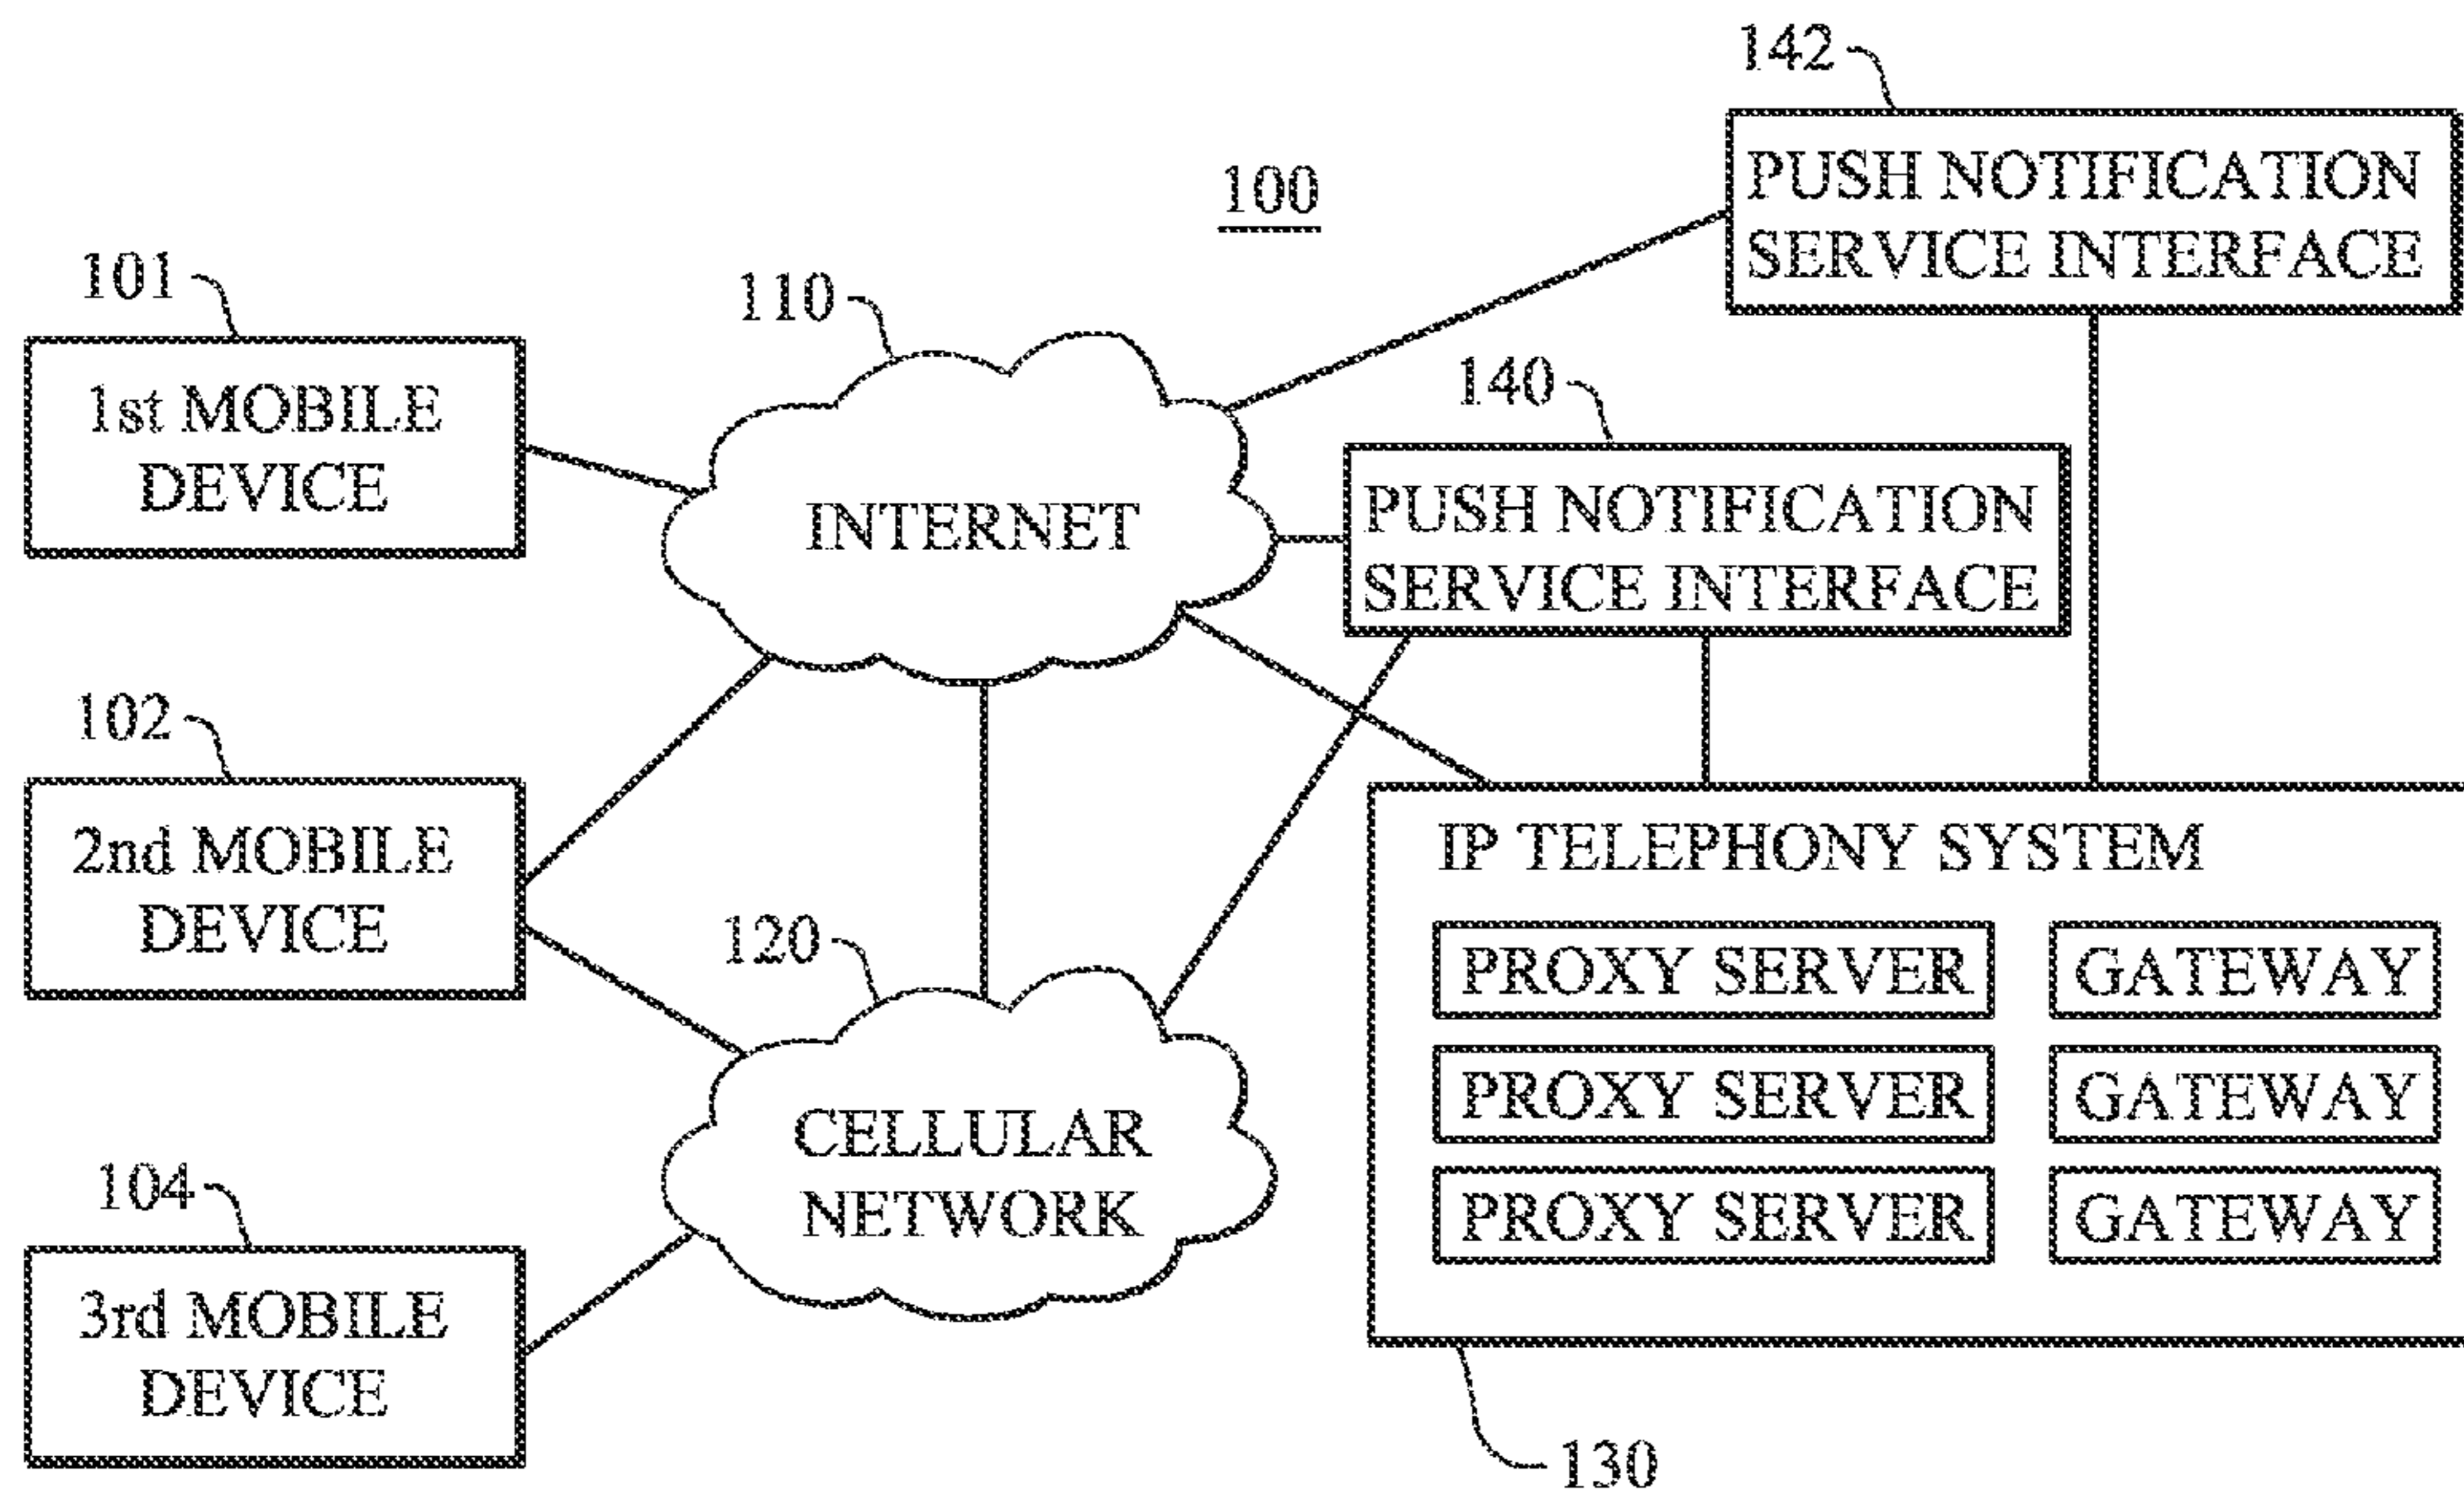 142
100
PUSH NOTIFICATION
SERVICE INTERFACE
101
110
1st MOBILE
DEVICE
140
INTERNET
PUSH NOTIFICATION
SERVICE INTERFACE
102
2nd MOBILE
DEVICE
120
CELLULAR
NETWORK
IP TELEPHONY SYSTEM
PROXY SERVER GATEWAY
PROXY SERVER GATEWAY
PROXY SERVER GATEWAY
104
3rd MOBILE
DEVICE
130